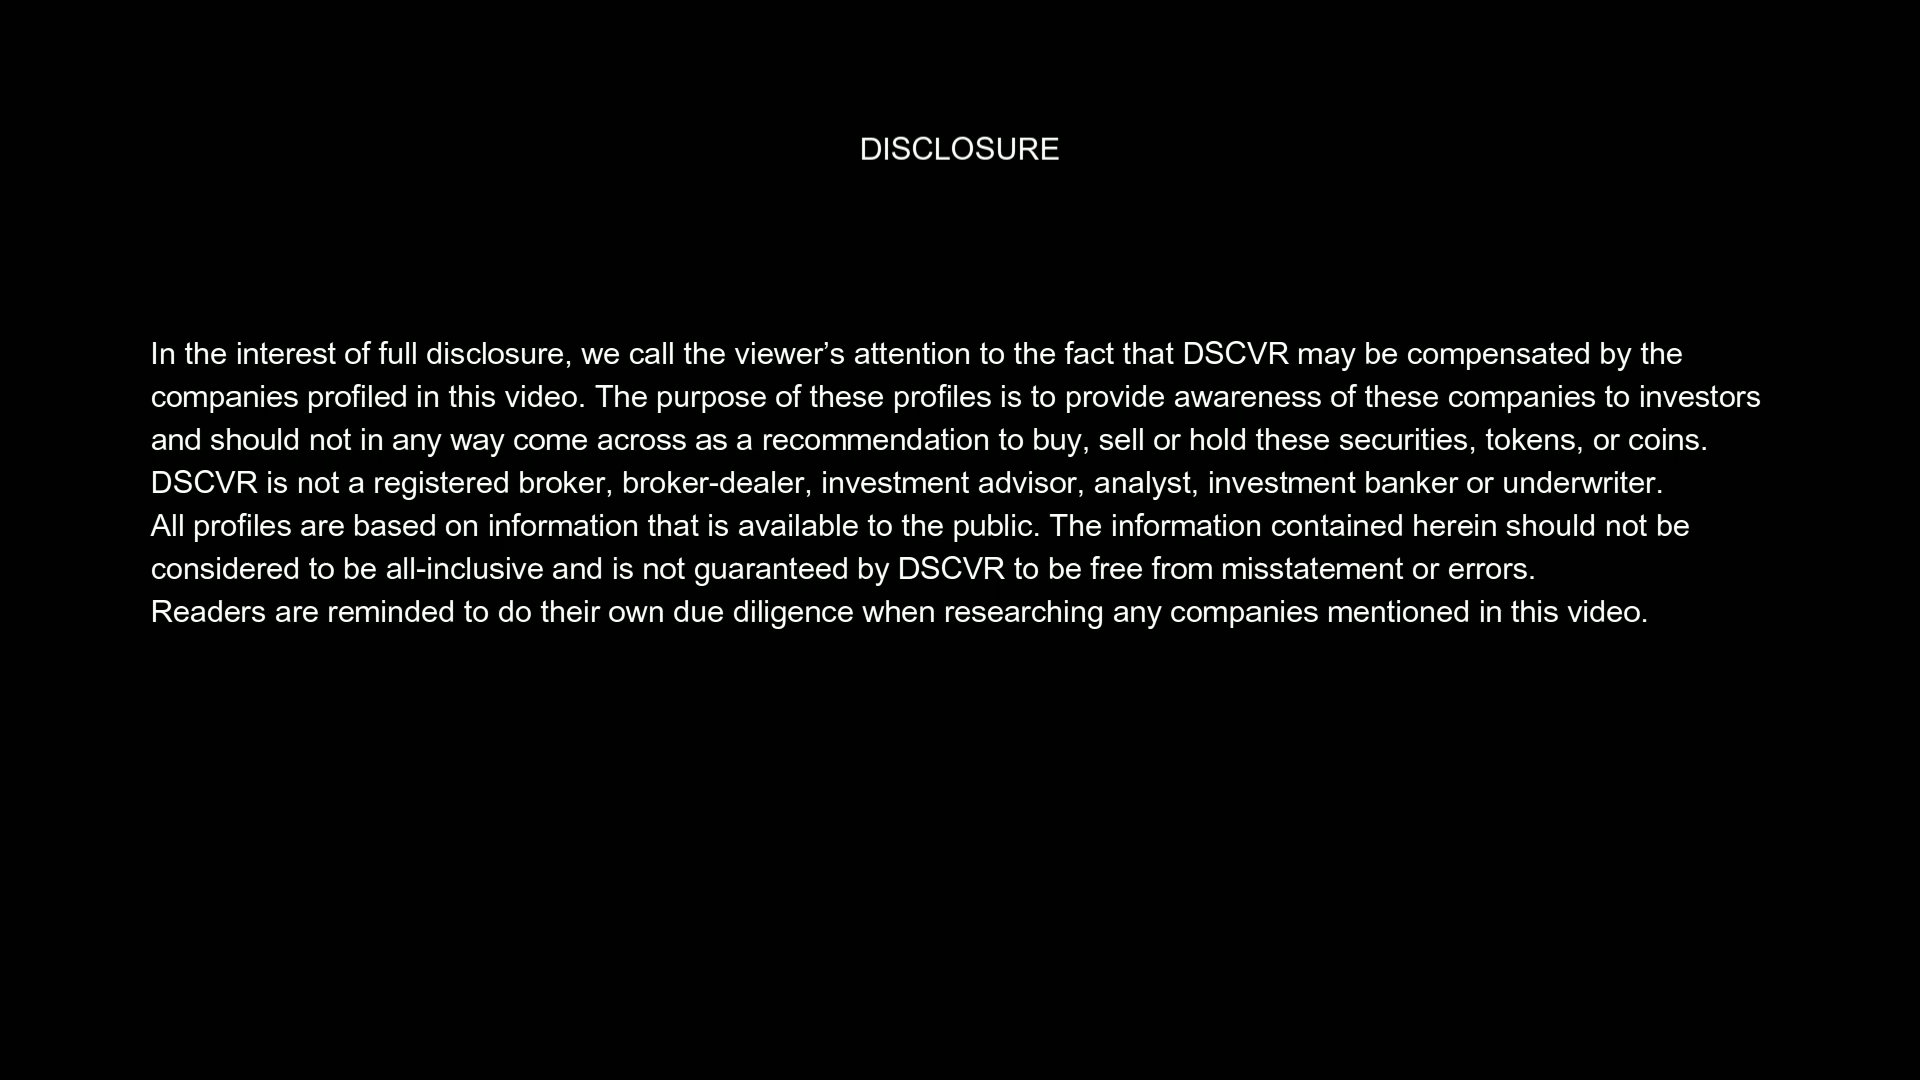 DISCLOSURE
In the interest of full disclosure, we call the viewer’s attention to the fact that DSCVR may be compensated by the
companies profiled in this video. The purpose of these profiles is to provide awareness of these companies to investors
and should not in any way come across as a recommendation to buy, sell or hold these securities, tokens, or coins.
DSCVR is not a registered broker, broker-dealer, investment advisor, analyst, investment banker or underwriter.
All profiles are based on information that is available to the public. The information contained herein should not be
considered to be all-inclusive and is not guaranteed by DSCVR to be free from misstatement or errors.
Readers are reminded to do their own due diligence when researching any companies mentioned in this video.